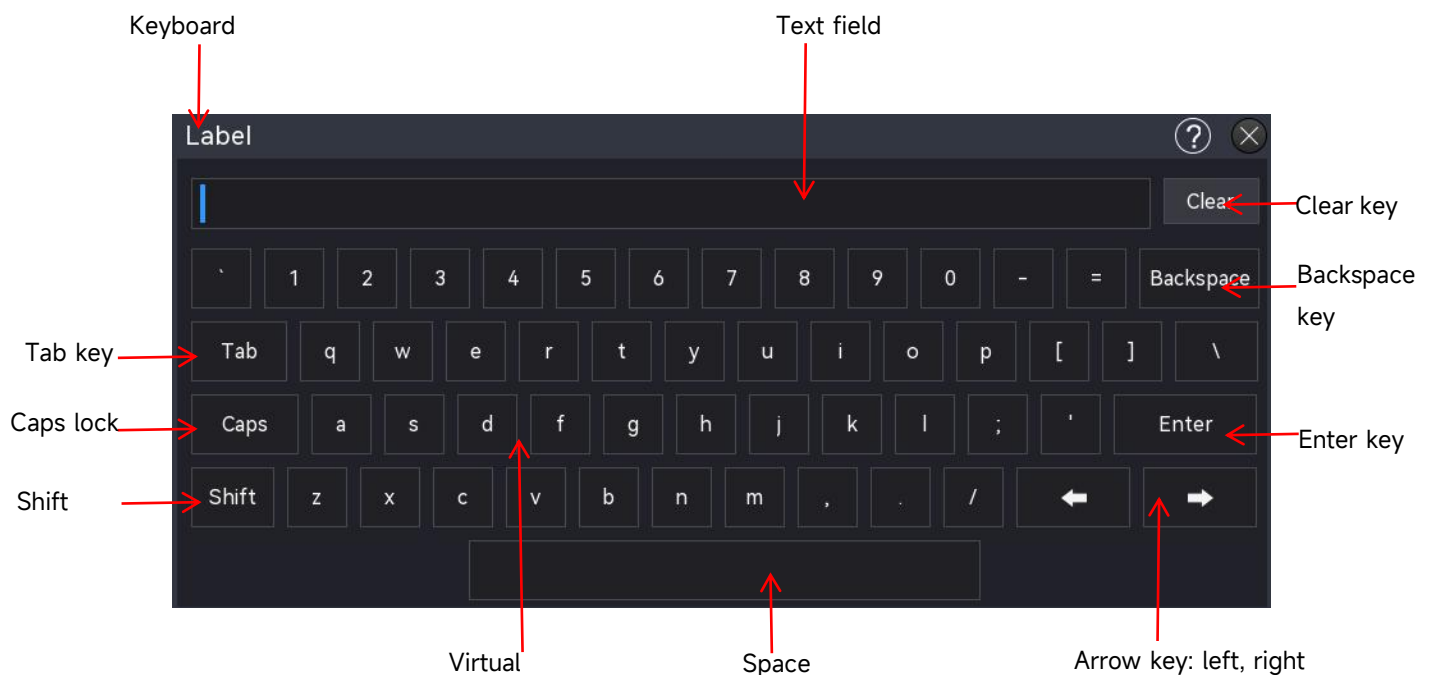 Keyboard Text field
Label ?
Clear Clear key
` 1 2 3 4 5 6 7 8 9 0 - = Backspace Backspace
key
Tab key Tab q w e r t y u i o p [ ] \
Caps lock Caps a s d f g h j k l ; ' Enter Enter key
Shift Shift z x c v b n m , . /
Virtual Space Arrow key: left, right